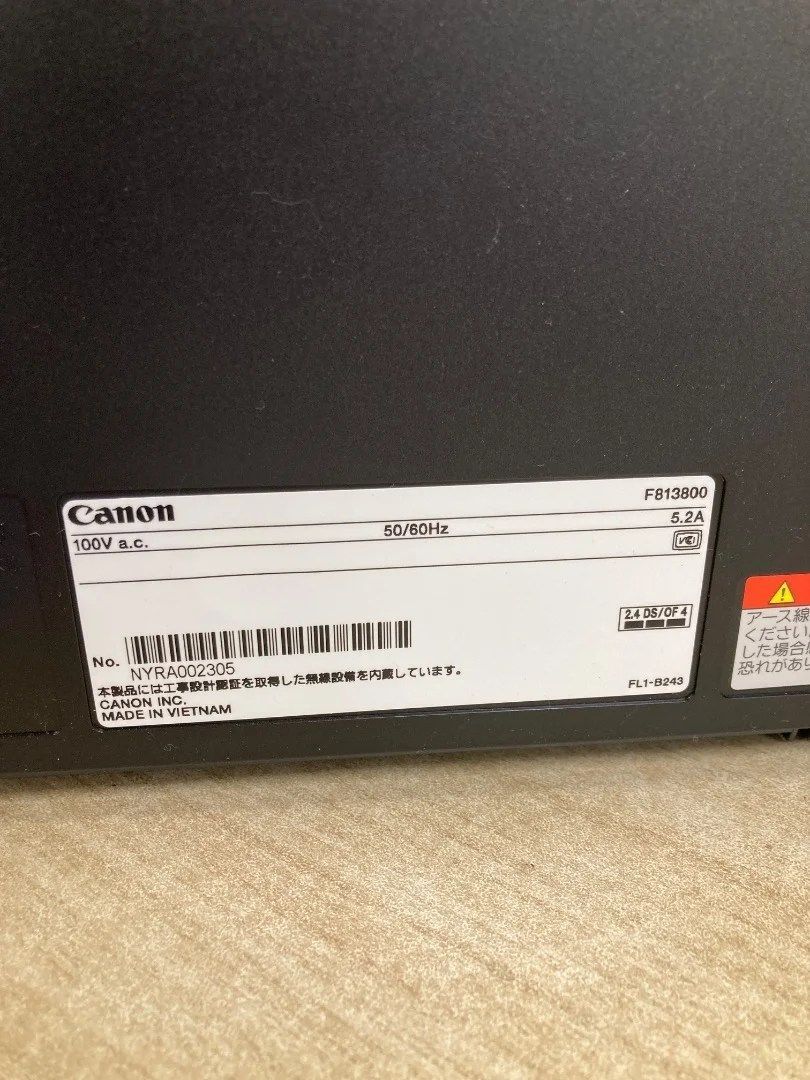 Canon
F813800
100V a.c.
50/60Hz
5.2A
VCI
2.4 DS/OF 4
No.
NYRA002305
本製品には工事設計認証を取得した無線設備を内蔵しています。
CANON INC.
MADE IN VIETNAM
FL1-B243
アース線
ください
した場合
恐れがあり